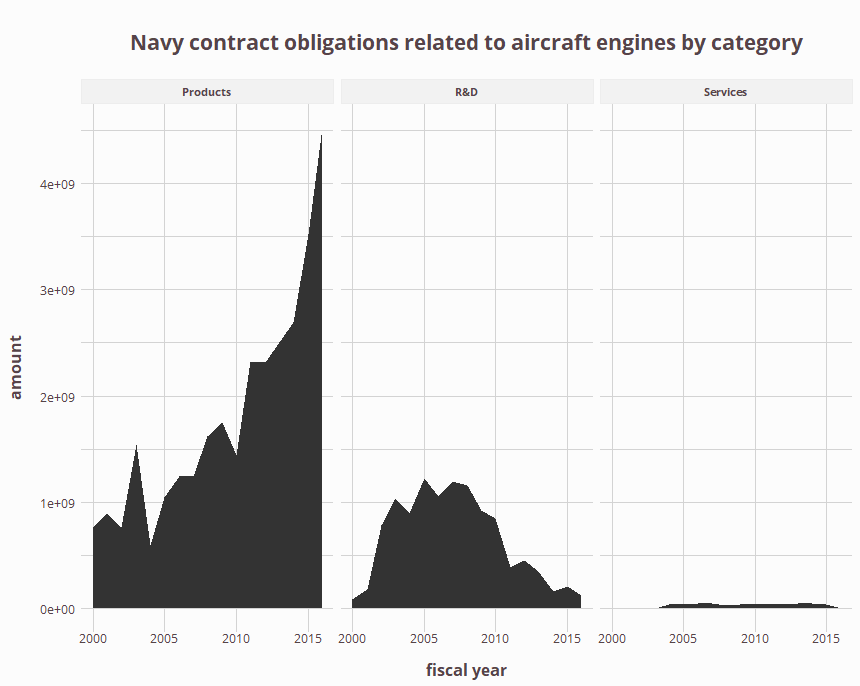 Navy contract obligations related to aircraft engines by category
Products R&D Services
4e+09
3e+09
2e+09
1e+09
0e+00
amount
2000 2005 2010 2015 2000 2005 2010 2015 2000 2005 2010 2015
fiscal year